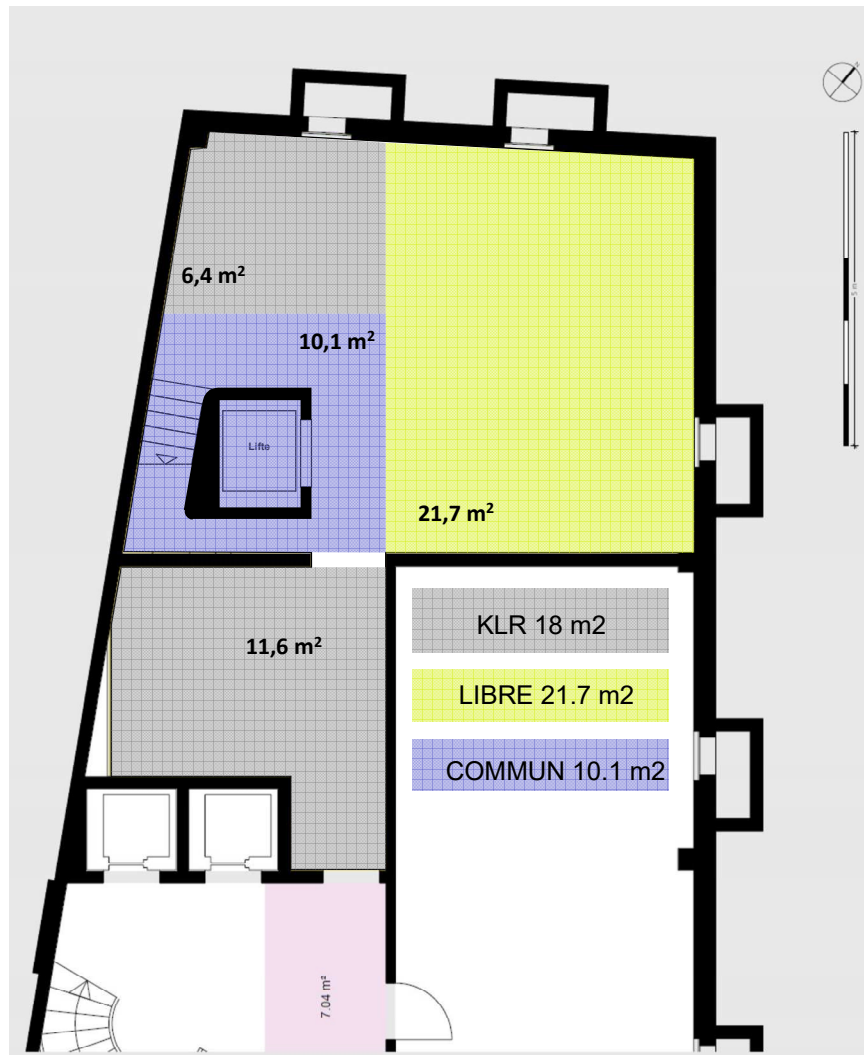 N
5 m
6,4 m²
10,1 m²
Lifte
21,7 m²
11,6 m²
KLR 18 m2
LIBRE 21.7 m2
COMMUN 10.1 m2
7.04 m²